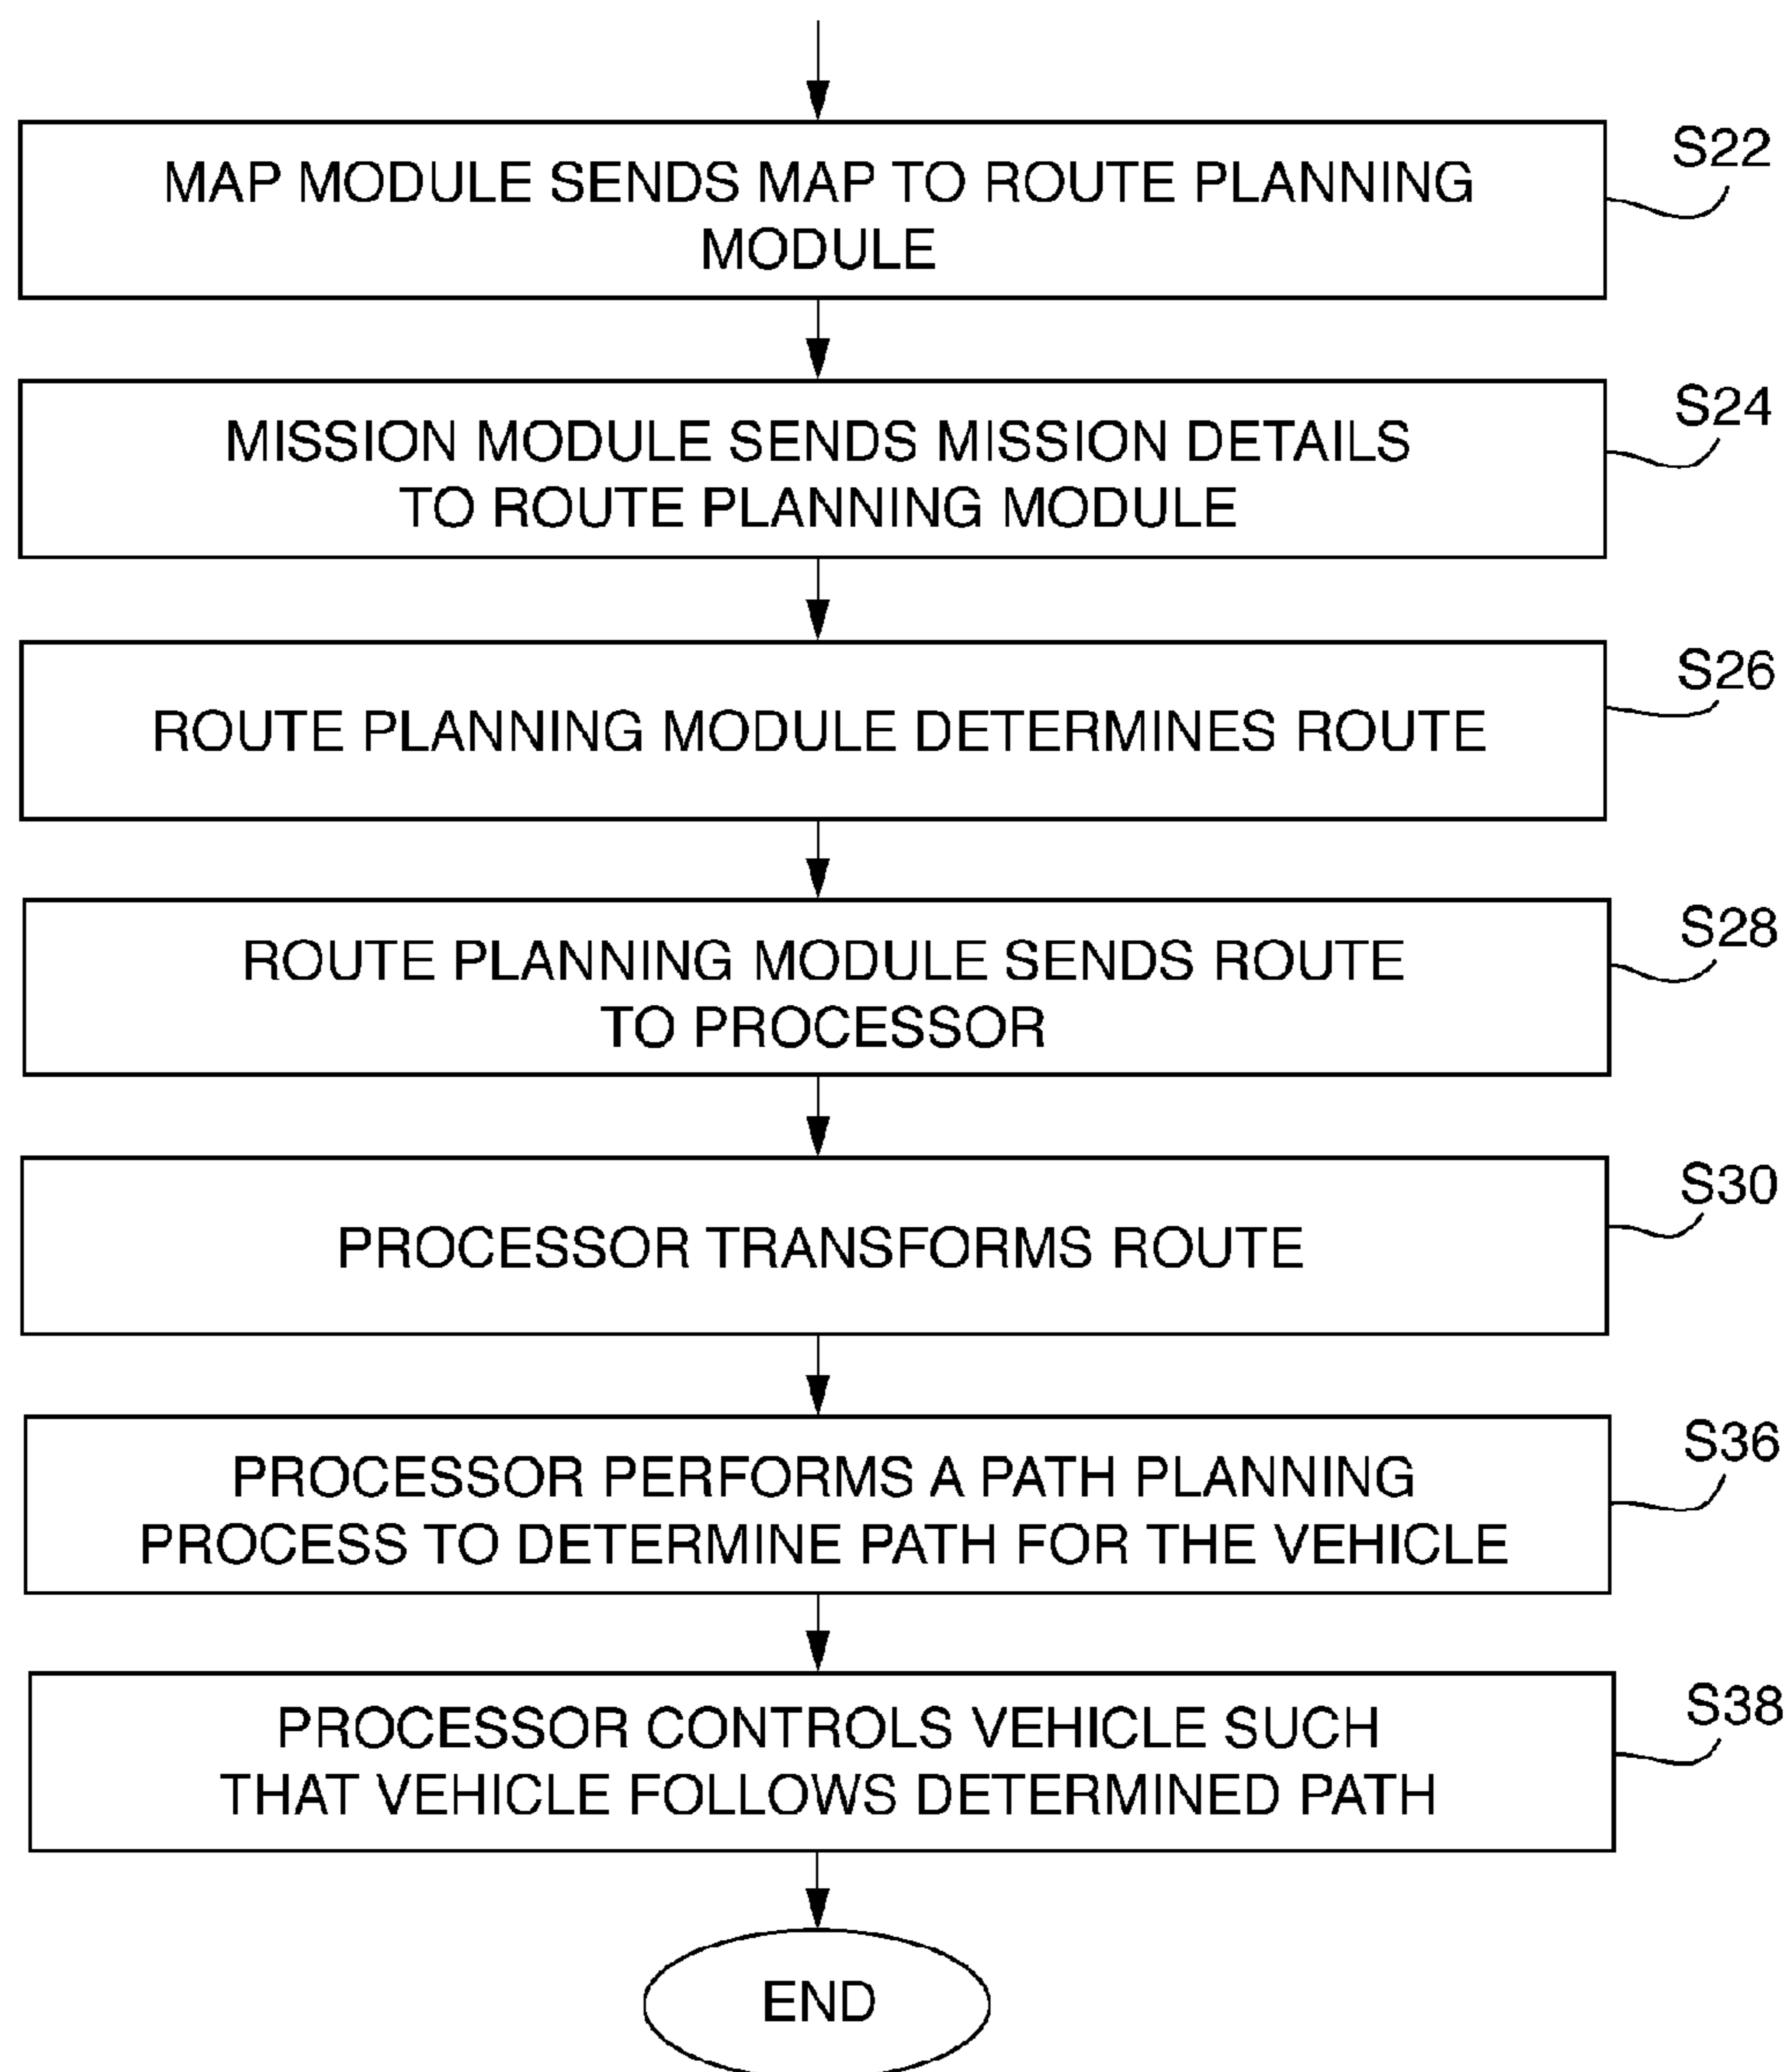 MAP MODULE SENDS MAP TO ROUTE PLANNING
MODULE
S22
MISSION MODULE SENDS MISSION DETAILS
TO ROUTE PLANNING MODULE
S24
ROUTE PLANNING MODULE DETERMINES ROUTE
S26
ROUTE PLANNING MODULE SENDS ROUTE
TO PROCESSOR
S28
PROCESSOR TRANSFORMS ROUTE
S30
PROCESSOR PERFORMS A PATH PLANNING
PROCESS TO DETERMINE PATH FOR THE VEHICLE
S36
PROCESSOR CONTROLS VEHICLE SUCH
THAT VEHICLE FOLLOWS DETERMINED PATH
S38
END